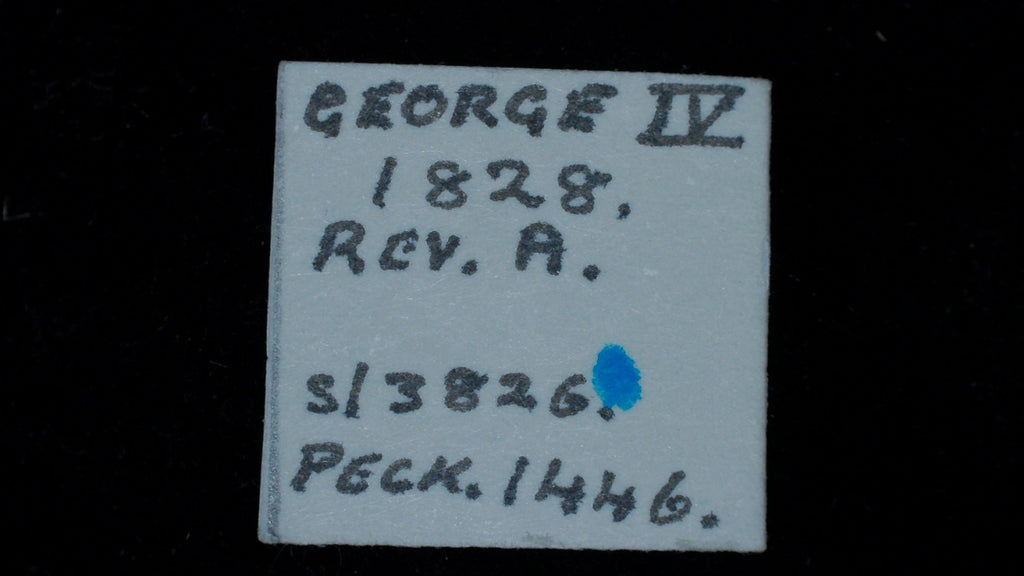 GEORGE IV
1828.
REV. A.
S/3826.
PECK. 1446.